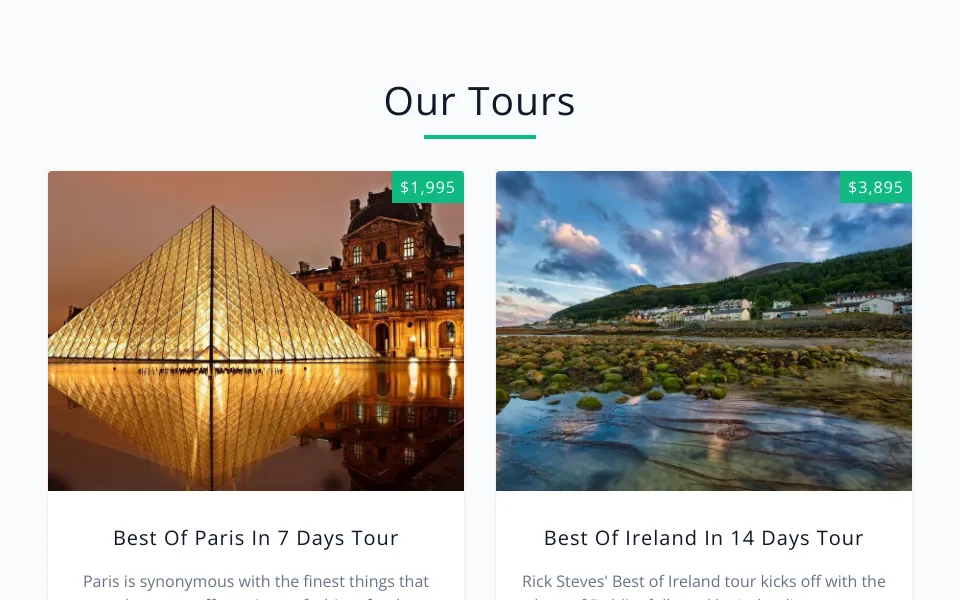 Our Tours
$1,995
$3,895
Best Of Paris In 7 Days Tour
Best Of Ireland In 14 Days Tour
Paris is synonymous with the finest things that
Rick Steves' Best of Ireland tour kicks off with the